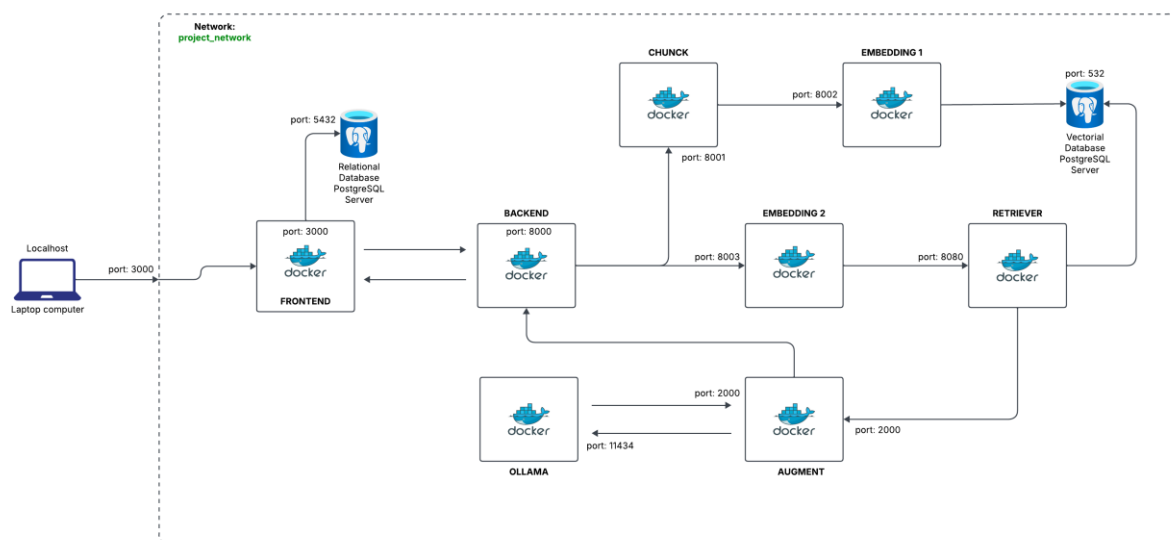 Network:
project_network
CHUNCK
EMBEDDING 1
port: 532
port: 8002
docker
docker
port: 5432
Vectorial
Database
PostgreSQL
Server
port: 8001
Relational
Database
PostgreSQL
Server
BACKEND
EMBEDDING 2
RETRIEVER
port: 3000
port: 8000
Localhost
port: 3000
docker
docker
port: 8003
docker
port: 8080
docker
FRONTEND
Laptop computer
port: 2000
docker
docker
port: 2000
port: 11434
OLLAMA
AUGMENT